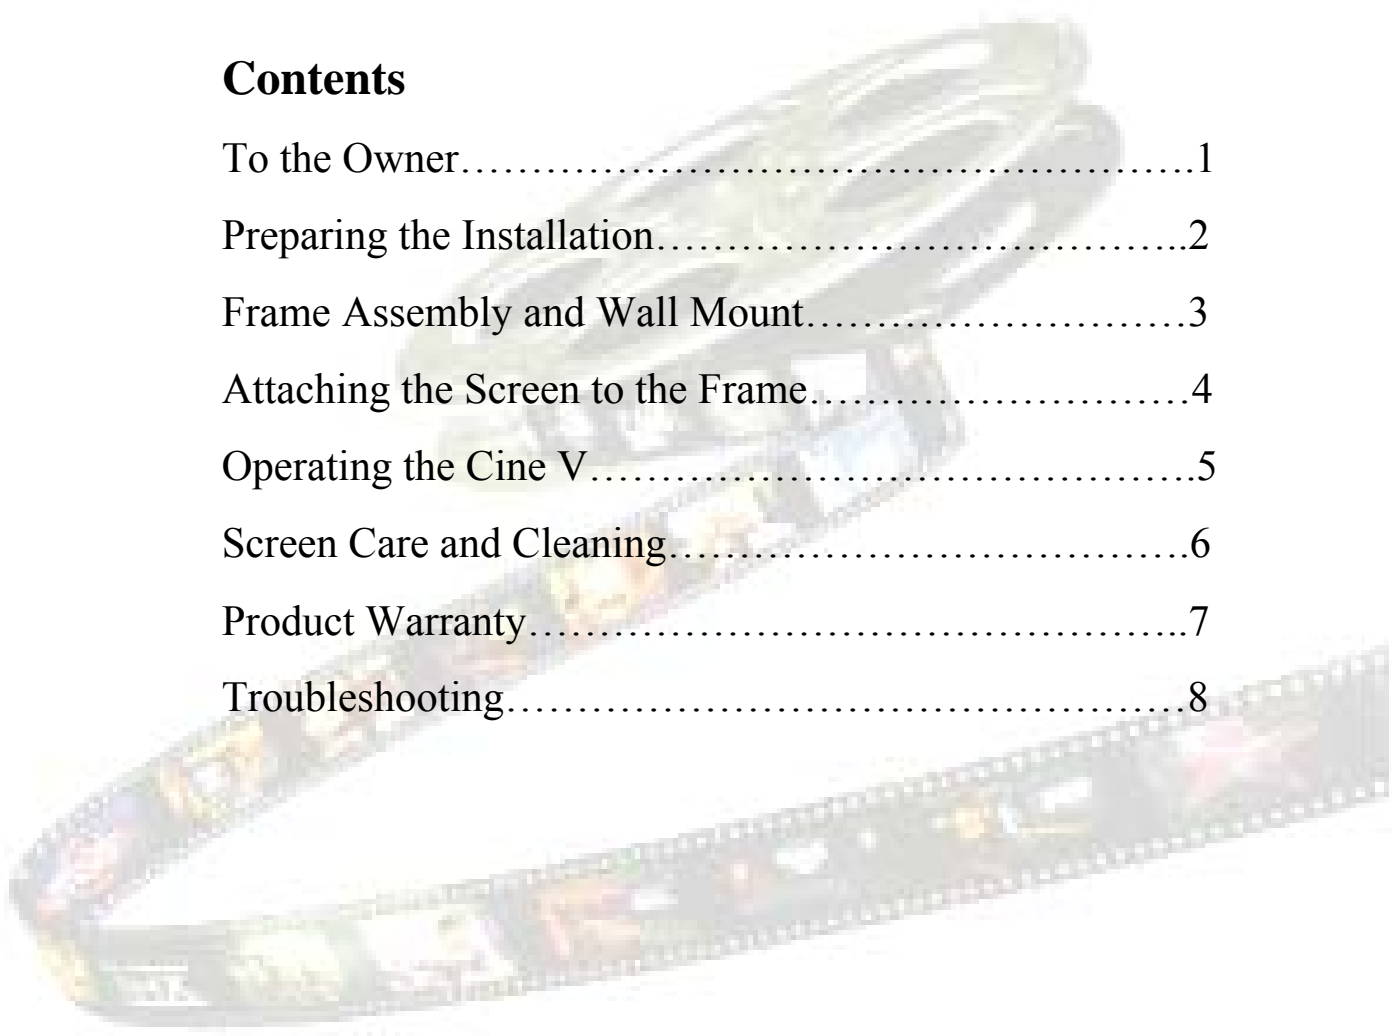 Contents
To the Owner……………………………………………………….1
Preparing the Installation………………………………………..2
Frame Assembly and Wall Mount……………………………3
Attaching the Screen to the Frame……………………………4
Operating the Cine V…………………………………………….5
Screen Care and Cleaning………………………………………6
Product Warranty………………………………………………..7
Troubleshooting…………………………………………………8